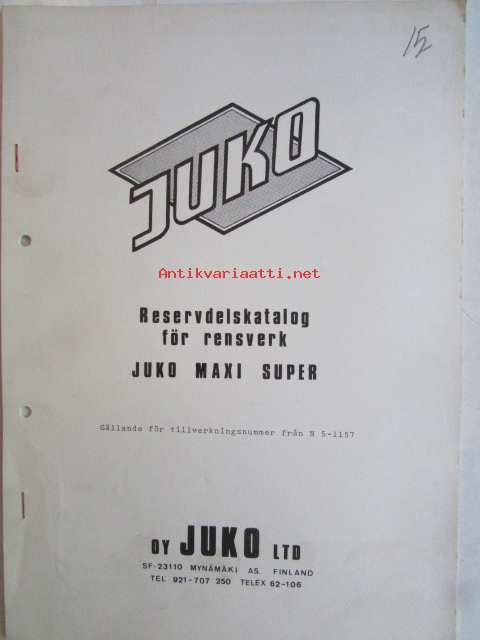 15
JUKO
Antikvariaatti.net
Reservdelskatalog
för rensverk
JUKO MAXI SUPER
Gällande för tillverkningsnummer från N 5-1157
OY JUKO LTD
SF-23110 MYNÄMÄKI AS. FINLAND
TEL 921-707 250 TELEX 62-106